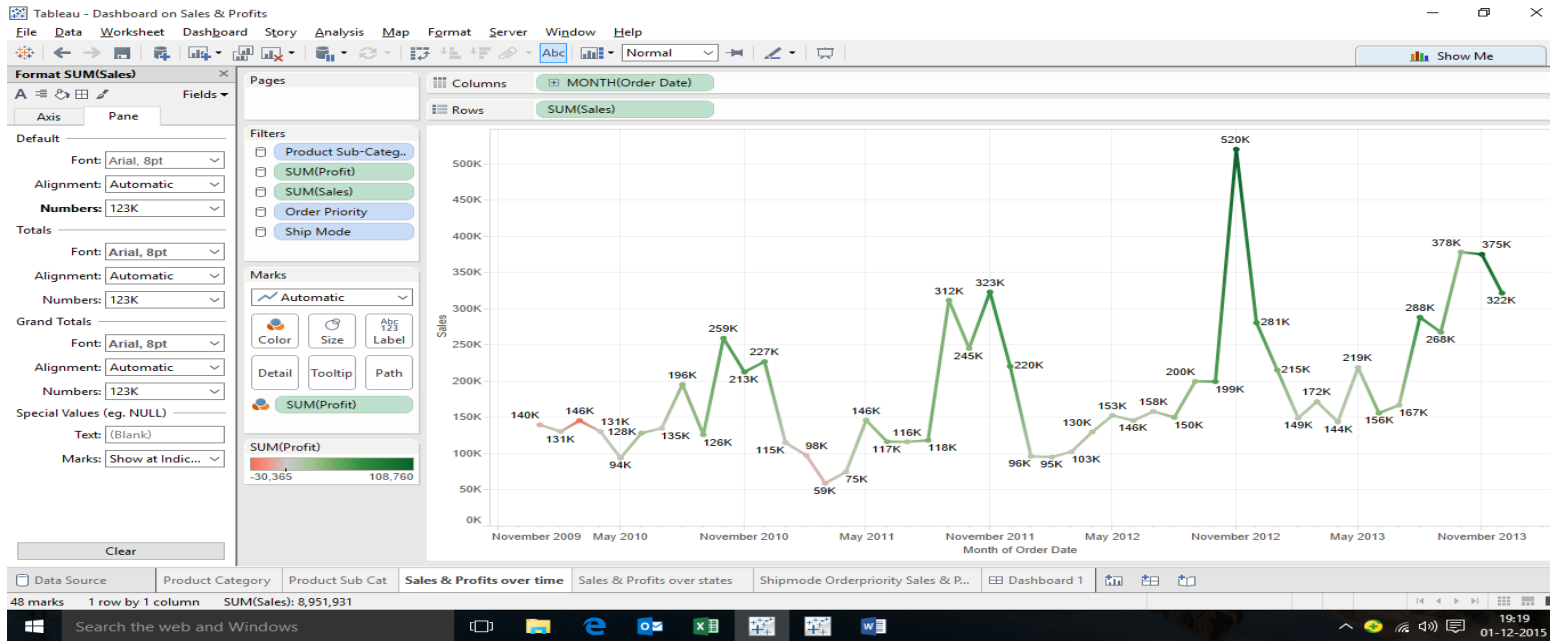 Tableau - Dashboard on Sales & Profits
File Data Worksheet Dashboard Story Analysis Map Format Server Window Help
Abc Normal Show Me
Format SUM(Sales)
Fields
Axis Pane
Default
Font: Arial, 8pt
Alignment: Automatic
Numbers: 123K
Totals
Font: Arial, 8pt
Alignment: Automatic
Numbers: 123K
Grand Totals
Font: Arial, 8pt
Alignment: Automatic
Numbers: 123K
Special Values (eg. NULL)
Text: (Blank)
Marks: Show at Indic...
Clear
Pages
Filters
Product Sub-Categ..
SUM(Profit)
SUM(Sales)
Order Priority
Ship Mode
Marks
Automatic
Color Size Abc 123 Label
Detail Tooltip Path
SUM(Profit)
SUM(Profit)
-30,365 108,760
Columns MONTH(Order Date)
Rows SUM(Sales)
Sales
500K
450K
400K
350K
300K
250K
200K
150K
100K
50K
0K
140K
131K
146K
131K
94K
128K
135K
196K
126K
259K
213K
227K
115K
98K
59K
75K
146K
117K
116K
118K
312K
245K
323K
220K
96K
95K
103K
130K
153K
146K
158K
150K
200K
199K
520K
281K
215K
149K
172K
144K
219K
156K
167K
288K
268K
378K
375K
322K
November 2009 May 2010 November 2010 May 2011 November 2011 May 2012 November 2012 May 2013 November 2013
Month of Order Date
Data Source Product Category Product Sub Cat Sales & Profits over time Sales & Profits over states Shipmode Orderpriority Sales & P... Dashboard 1
48 marks 1 row by 1 column SUM(Sales): 8,951,931
Search the web and Windows
19:19
01-12-2015